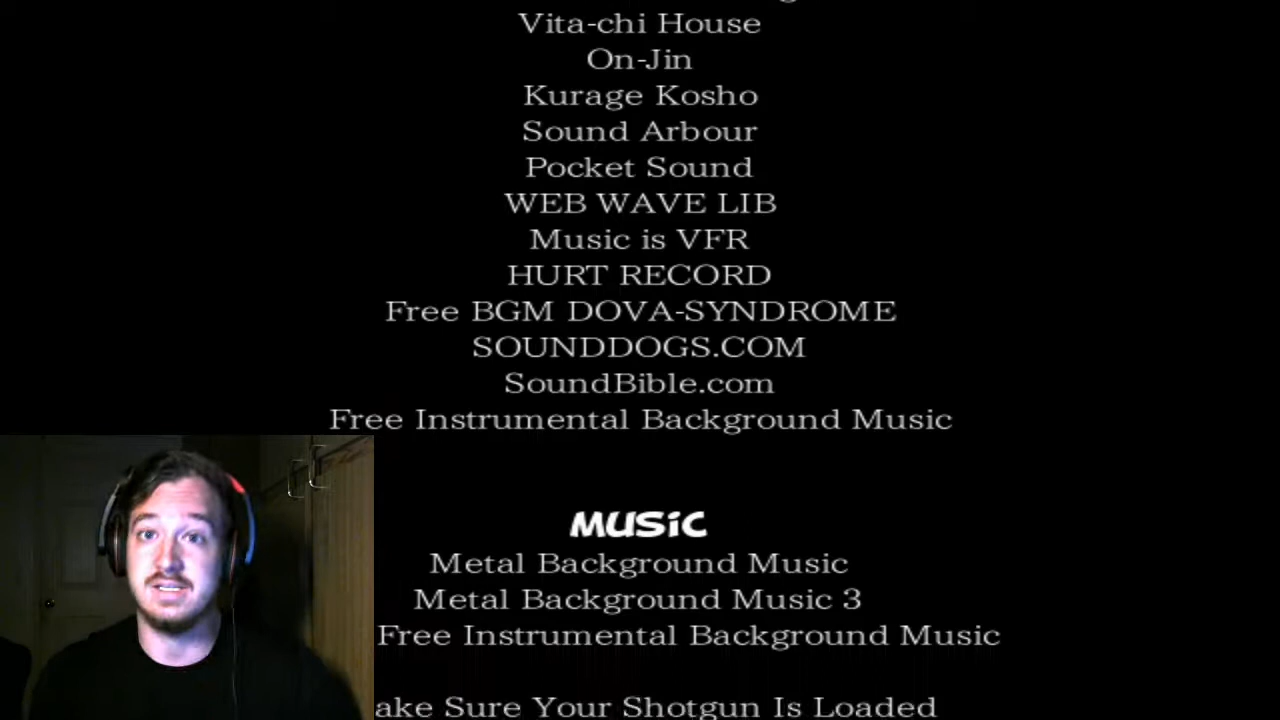 Vita-chi House
On-Jin
Kurage Kosho
Sound Arbour
Pocket Sound
WEB WAVE LIB
Music is VFR
HURT RECORD
Free BGM DOVA-SYNDROME
SOUNDDOGS.COM
SoundBible.com
Free Instrumental Background Music
MUSiC
Metal Background Music
Metal Background Music 3
Free Instrumental Background Music
Sure Your Shotgun Is Loaded